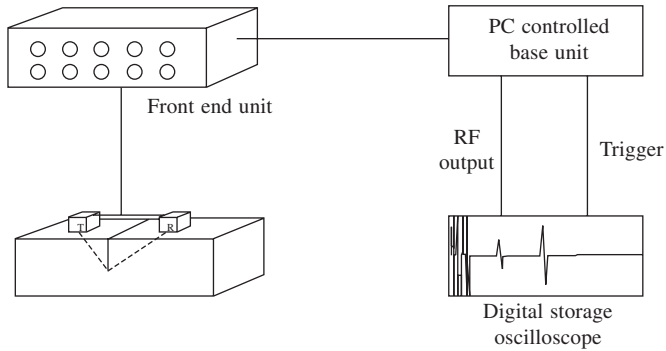 PC controlled
base unit
Front end unit
RF
output
Trigger
T
R
Digital storage
oscilloscope